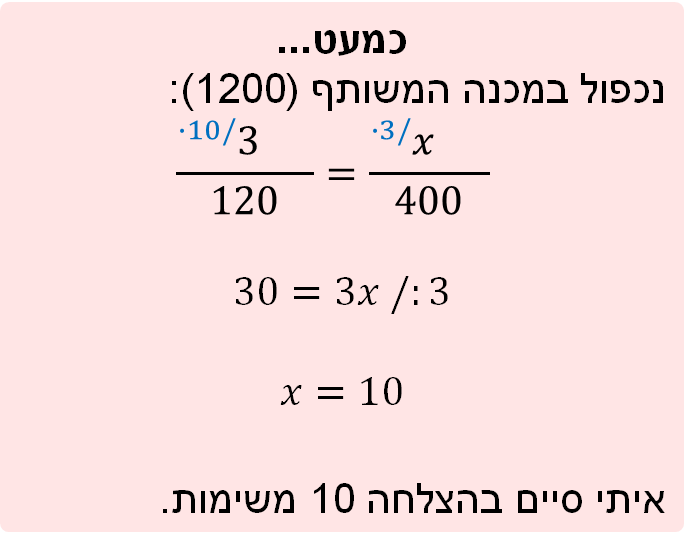 כמעט...
נכפול במכנה המשותף (1200):
·10/3 / 120 = ·3/x / 400
30 = 3x /: 3
x = 10
איתי סיים בהצלחה 10 משימות.